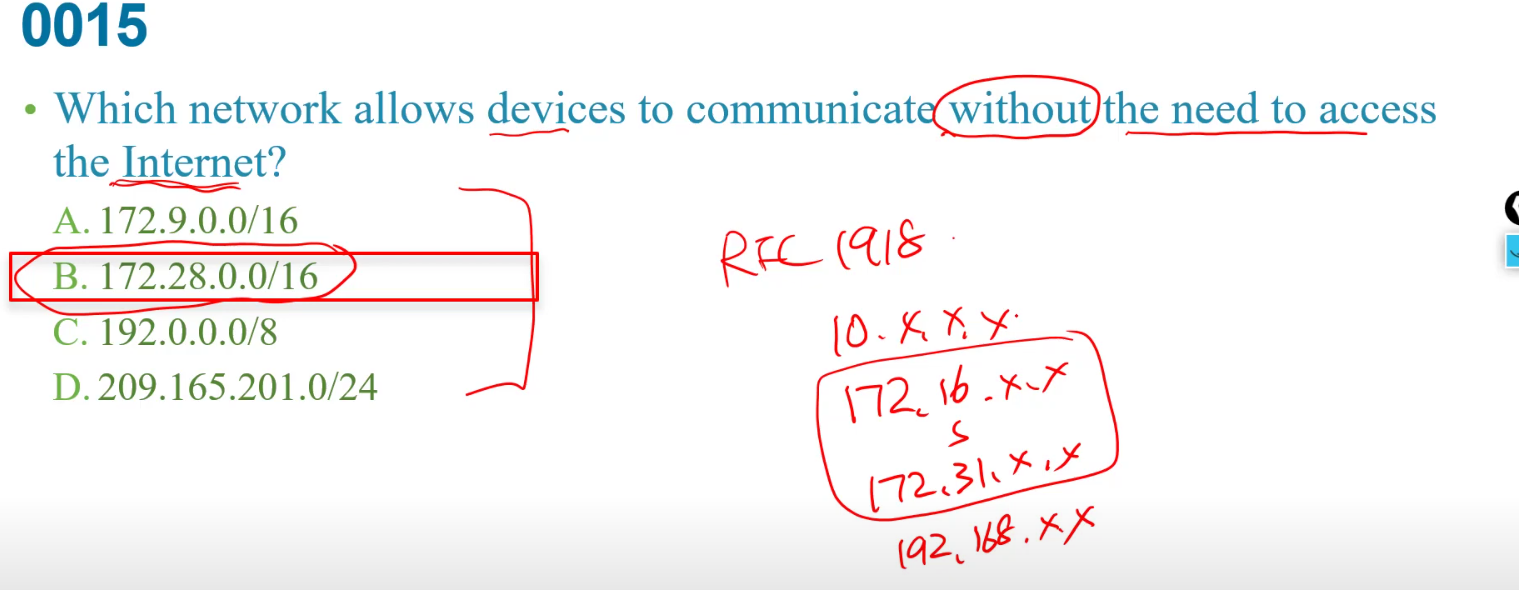 0015
• Which network allows devices to communicate without the need to access
the Internet?
A. 172.9.0.0/16
B. 172.28.0.0/16
C. 192.0.0.0/8
D. 209.165.201.0/24
RFC 1918
10.x.x.x
172.16.x.x
s
172.31.x.x
192.168.x.x